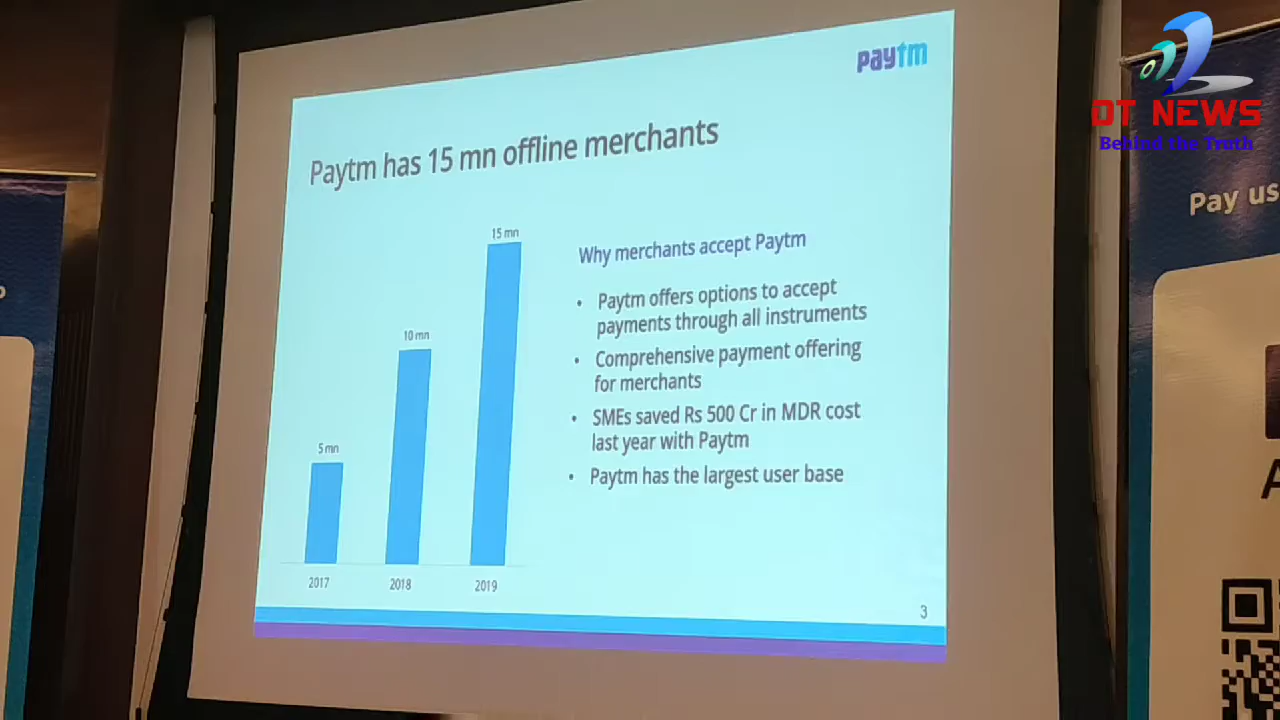 paytm
DT NEWS
Behind the Truth
Paytm has 15 mn offline merchants
15 mn
10 mn
5 mn
2017
2018
2019
Why merchants accept Paytm
• Paytm offers options to accept
payments through all instruments
• Comprehensive payment offering
for merchants
• SMEs saved Rs 500 Cr in MDR cost
last year with Paytm
• Paytm has the largest user base
3
Pay us
A